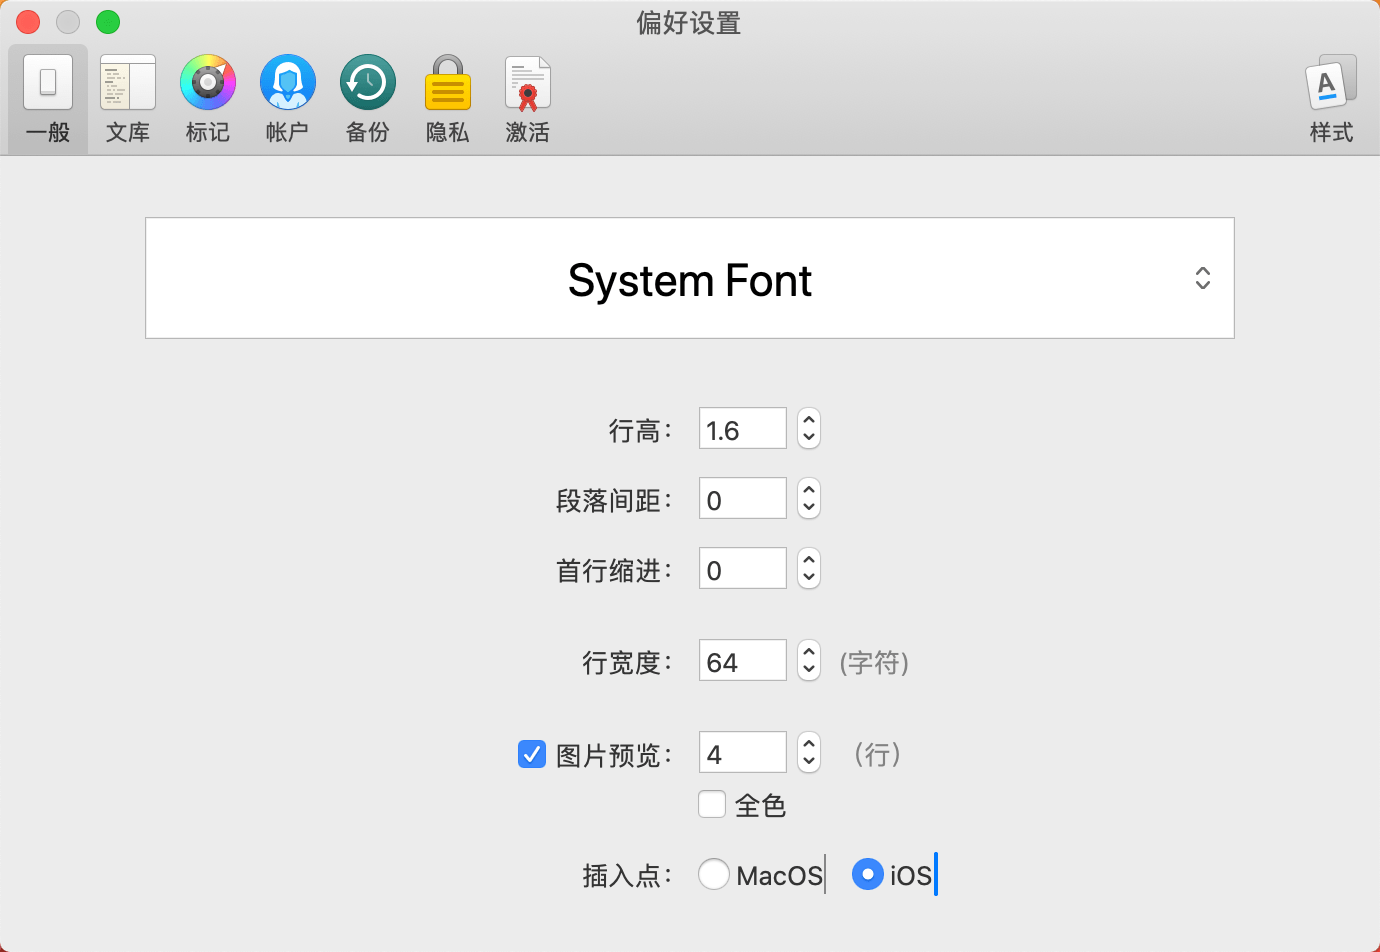 偏好设置
一般 文库 标记 帐户 备份 隐私 激活 样式
System Font
行高： 1.6
段落间距： 0
首行缩进： 0
行宽度： 64 (字符)
图片预览： 4 （行）
全色
插入点： MacOS iOS